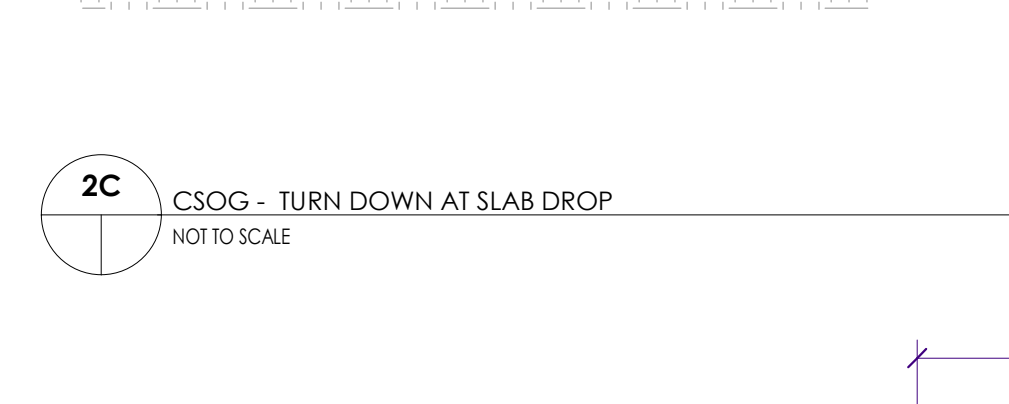 2C
CSOG -  TURN DOWN AT SLAB DROP
NOT TO SCALE